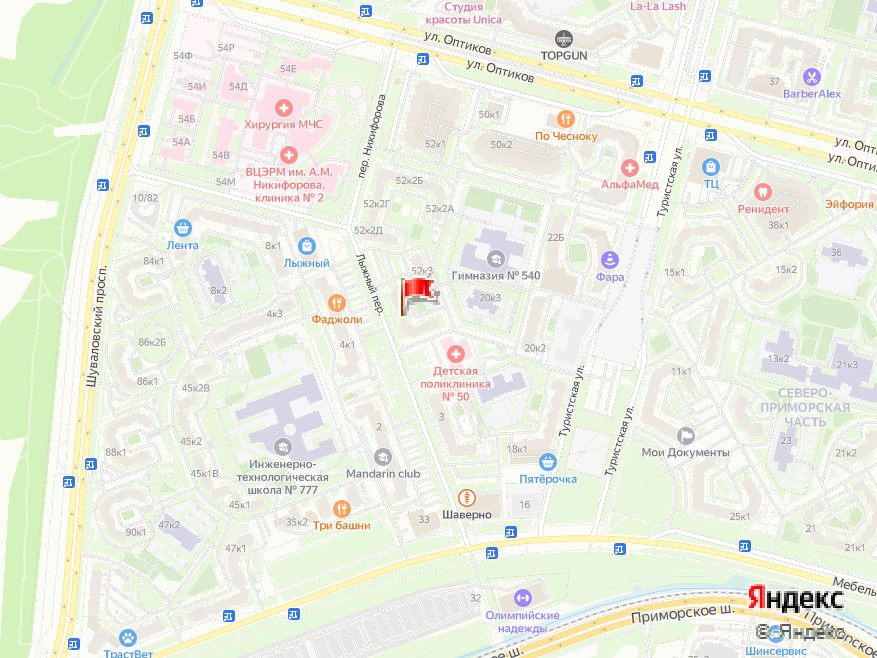 Студия
красоты Unica
La-La Lash
ул. Оптиков
TOPGUN
ул. Оптиков
54Ф
54Р
54Е
54И
54Д
37
BarberAlex
Хирургия МЧС
пер. Никифорова
50к1
54Б
54А
54В
52к1
50к2
По Чесноку
ул. Оптиков
ул. Оптиков
ВЦЭРМ им. А.М.
Никифорова,
клиника № 2
54М
52к2Б
АльфаМед
Туристская ул.
ТЦ
Ренидент
Эйфория
10/82
52к2Г
52к2А
52к2Д
22Б
17к1
Лента
8к1
Лыжный
84к1
Лыжный пер.
52к3
Гимназия № 540
Фара
15к2
15к1
36
8к2
20к3
Шуваловский просп.
4к3
Фаджоли
86к2Б
4к1
20к2
13к2
21к3
Детская
поликлиника
№ 50
86к1
45к2В
11к1
СЕВЕРО-
ПРИМОРСКАЯ
ЧАСТЬ
Туристская ул.
Туристская ул.
3
2
88к1
45к2
18к1
Мои Документы
23
21к2
Инженерно-
технологическая
школа № 777
Mandarin club
45к1В
Пятёрочка
45к1
Шаверно
16
Три башни
35к2
33
25к1
21
90к1
47к2
47к1
21к1
Мебель
32
Олимпийские
надежды
Приморское ш.
Яндекс
© Яндекс
Приморское
ш.
ТрастВет
Шинсервис